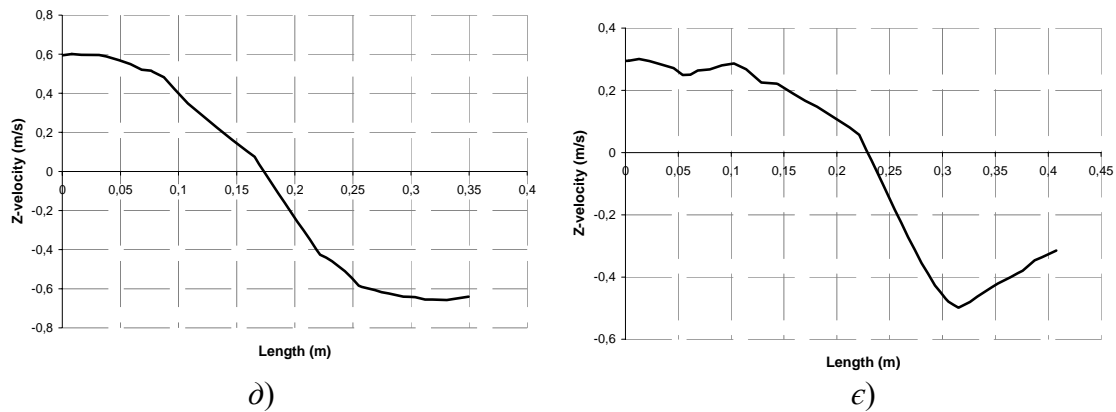 0,8
0,6
0,4
0,2
0
-0,2
-0,4
-0,6
-0,8
0 0,05 0,1 0,15 0,2 0,25 0,3 0,35 0,4
Z-velocity (m/s)
Length (m)
д)
0,4
0,2
0
-0,2
-0,4
-0,6
0 0,05 0,1 0,15 0,2 0,25 0,3 0,35 0,4 0,45
Z-velocity (m/s)
Length (m)
є)